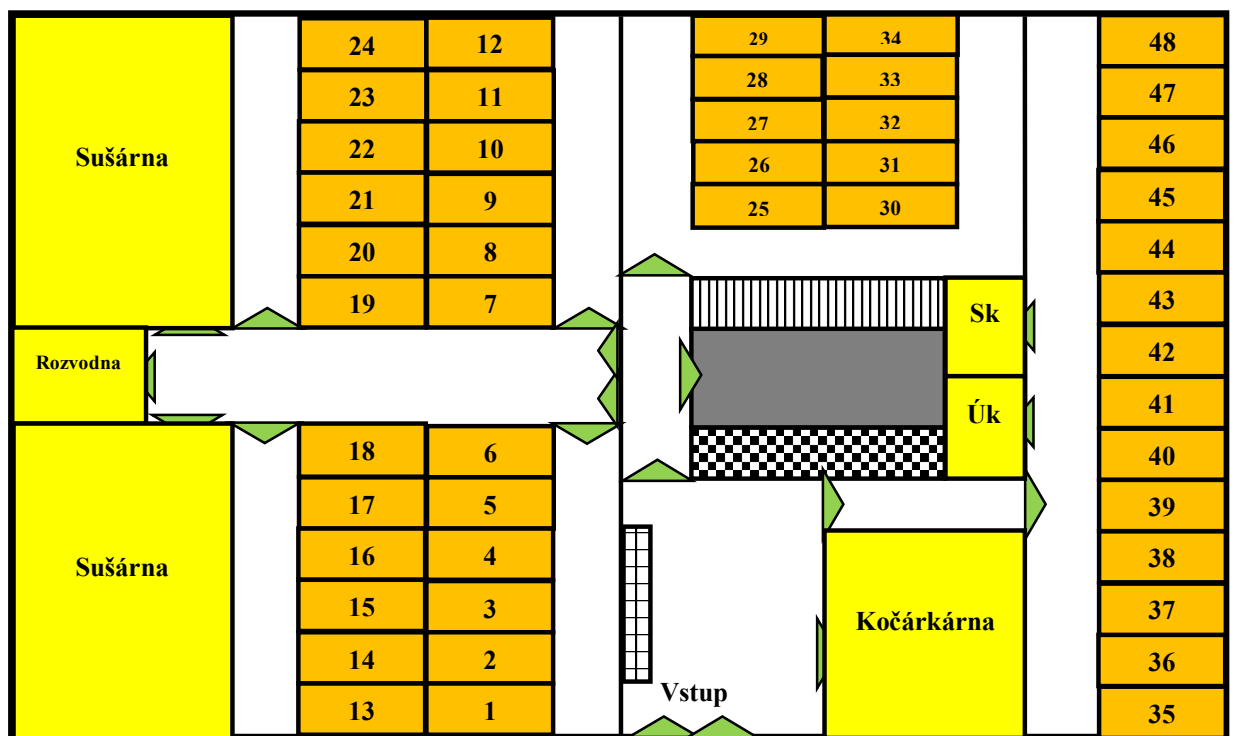 24 12 29 34 48
23 11 28 33 47
22 10 27 32 46
Sušárna
21 9 26 31 45
20 8 25 30 44
19 7 43
Sk
Rozvodna 42
Úk 41
18 6 40
17 5 39
16 4 38
Sušárna
15 3 Kočárkárna 37
14 2 36
Vstup
13 1 35